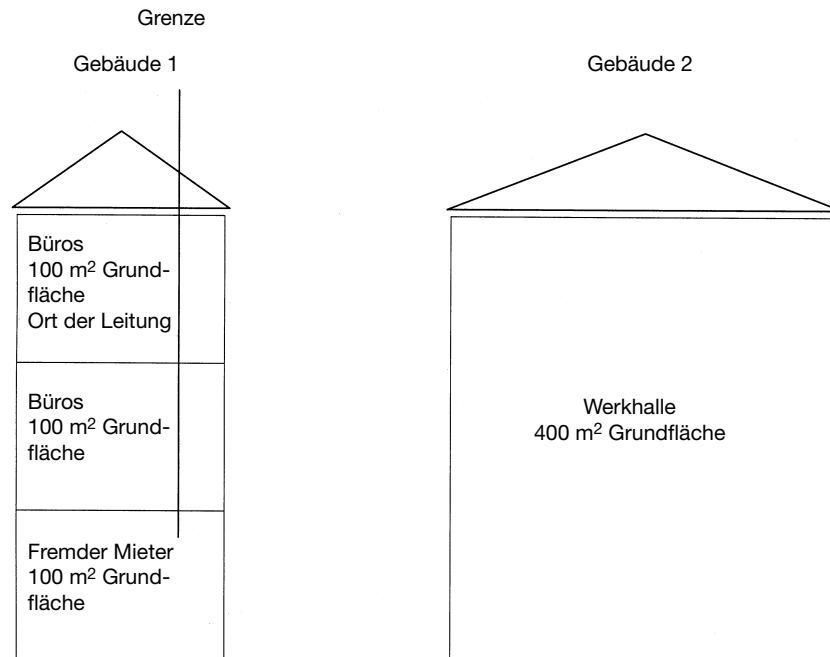 Grenze
Gebäude 1
Gebäude 2
Büros
100 m² Grund-
fläche
Ort der Leitung
Büros
100 m² Grund-
fläche
Werkhalle
400 m² Grundfläche
Fremder Mieter
100 m² Grund-
fläche